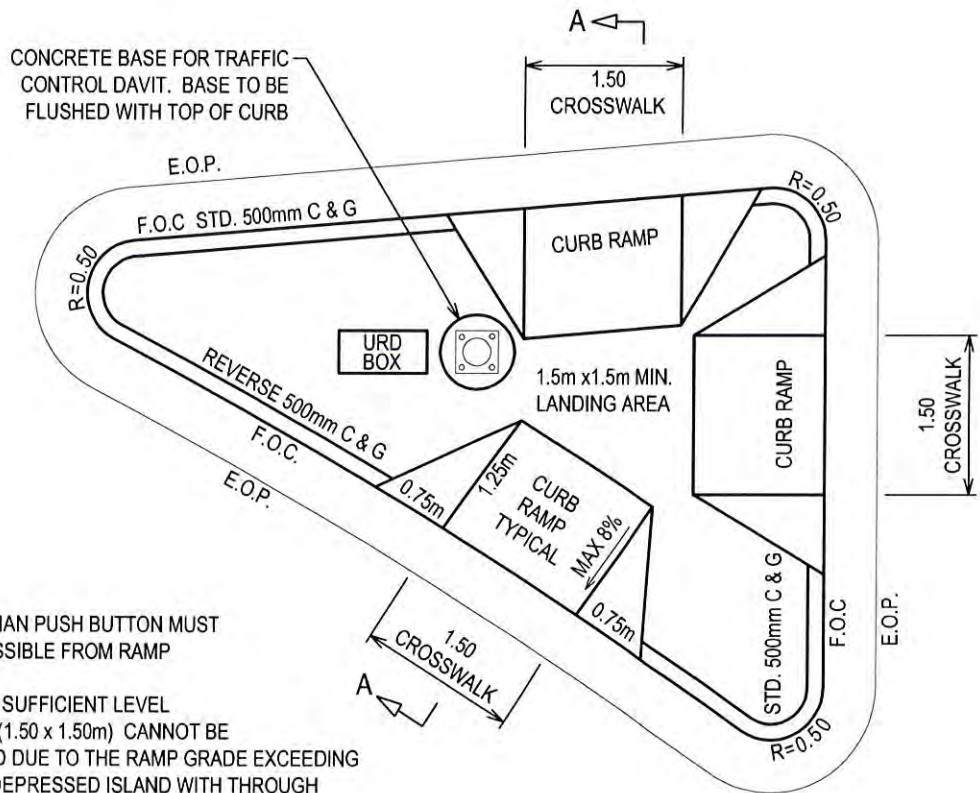 A
CONCRETE BASE FOR TRAFFIC
CONTROL DAVIT. BASE TO BE
FLUSHED WITH TOP OF CURB
1.50
CROSSWALK
E.O.P.
F.O.C STD. 500mm C & G
R=0.50
R=0.50
CURB RAMP
URD
BOX
1.5m x1.5m MIN.
LANDING AREA
CURB RAMP
1.50
CROSSWALK
REVERSE 500mm C & G
F.O.C.
E.O.P.
0.75m
1.25m
CURB
RAMP
TYPICAL
MAX 8%
0.75m
STD. 500mm C & G
F.O.C
E.O.P.
1.50
CROSSWALK
A
R=0.50
IAN PUSH BUTTON MUST
SSIBLE FROM RAMP
SUFFICIENT LEVEL
(1.50 x 1.50m) CANNOT BE
D DUE TO THE RAMP GRADE EXCEEDING
DEPRESSED ISLAND WITH THROUGH